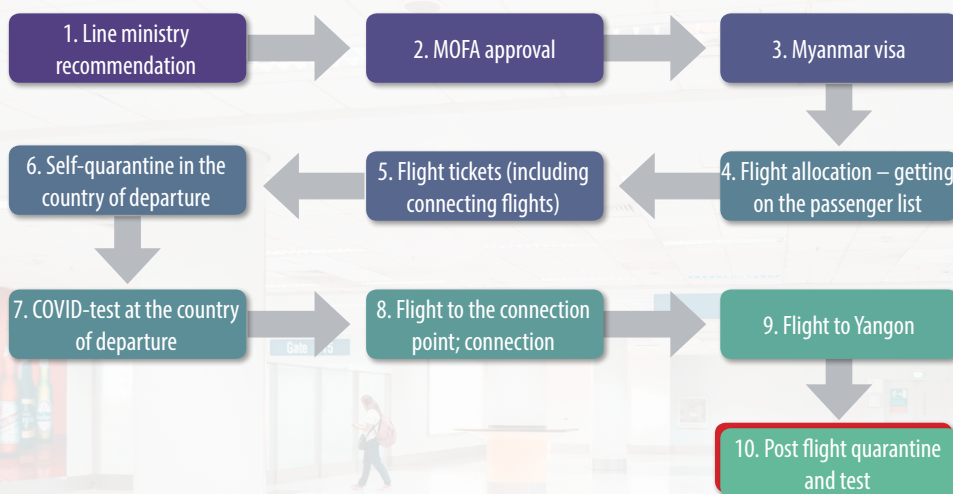 1. Line ministry
recommendation
2. MOFA approval
3. Myanmar visa
4. Flight allocation – getting
on the passenger list
5. Flight tickets (including
connecting flights)
6. Self-quarantine in the
country of departure
7. COVID-test at the country
of departure
8. Flight to the connection
point; connection
9. Flight to Yangon
10. Post flight quarantine
and test
Gate